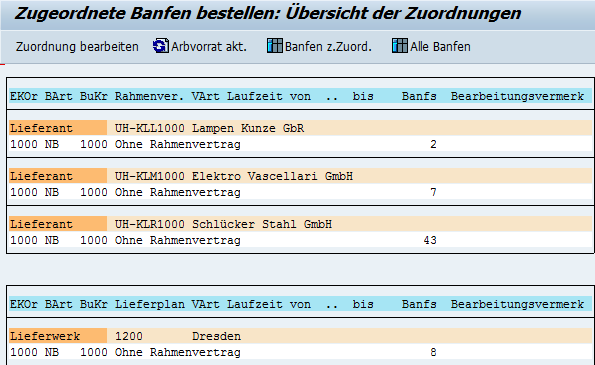 Zugeordnete Banfen bestellen: Übersicht der Zuordnungen
Zuordnung bearbeiten Arbvorrat akt. Banfen z.Zuord. Alle Banfen
EKOr BArt BuKr Rahmenver. VArt Laufzeit von .. bis Banfs Bearbeitungsvermerk
Lieferant UH-KLL1000 Lampen Kunze GbR
1000 NB 1000 Ohne Rahmenvertrag 2
Lieferant UH-KLM1000 Elektro Vascellari GmbH
1000 NB 1000 Ohne Rahmenvertrag 7
Lieferant UH-KLR1000 Schlücker Stahl GmbH
1000 NB 1000 Ohne Rahmenvertrag 43
EKOr BArt BuKr Lieferplan VArt Laufzeit von .. bis Banfs Bearbeitungsvermerk
Lieferwerk 1200 Dresden
1000 NB 1000 Ohne Rahmenvertrag 8